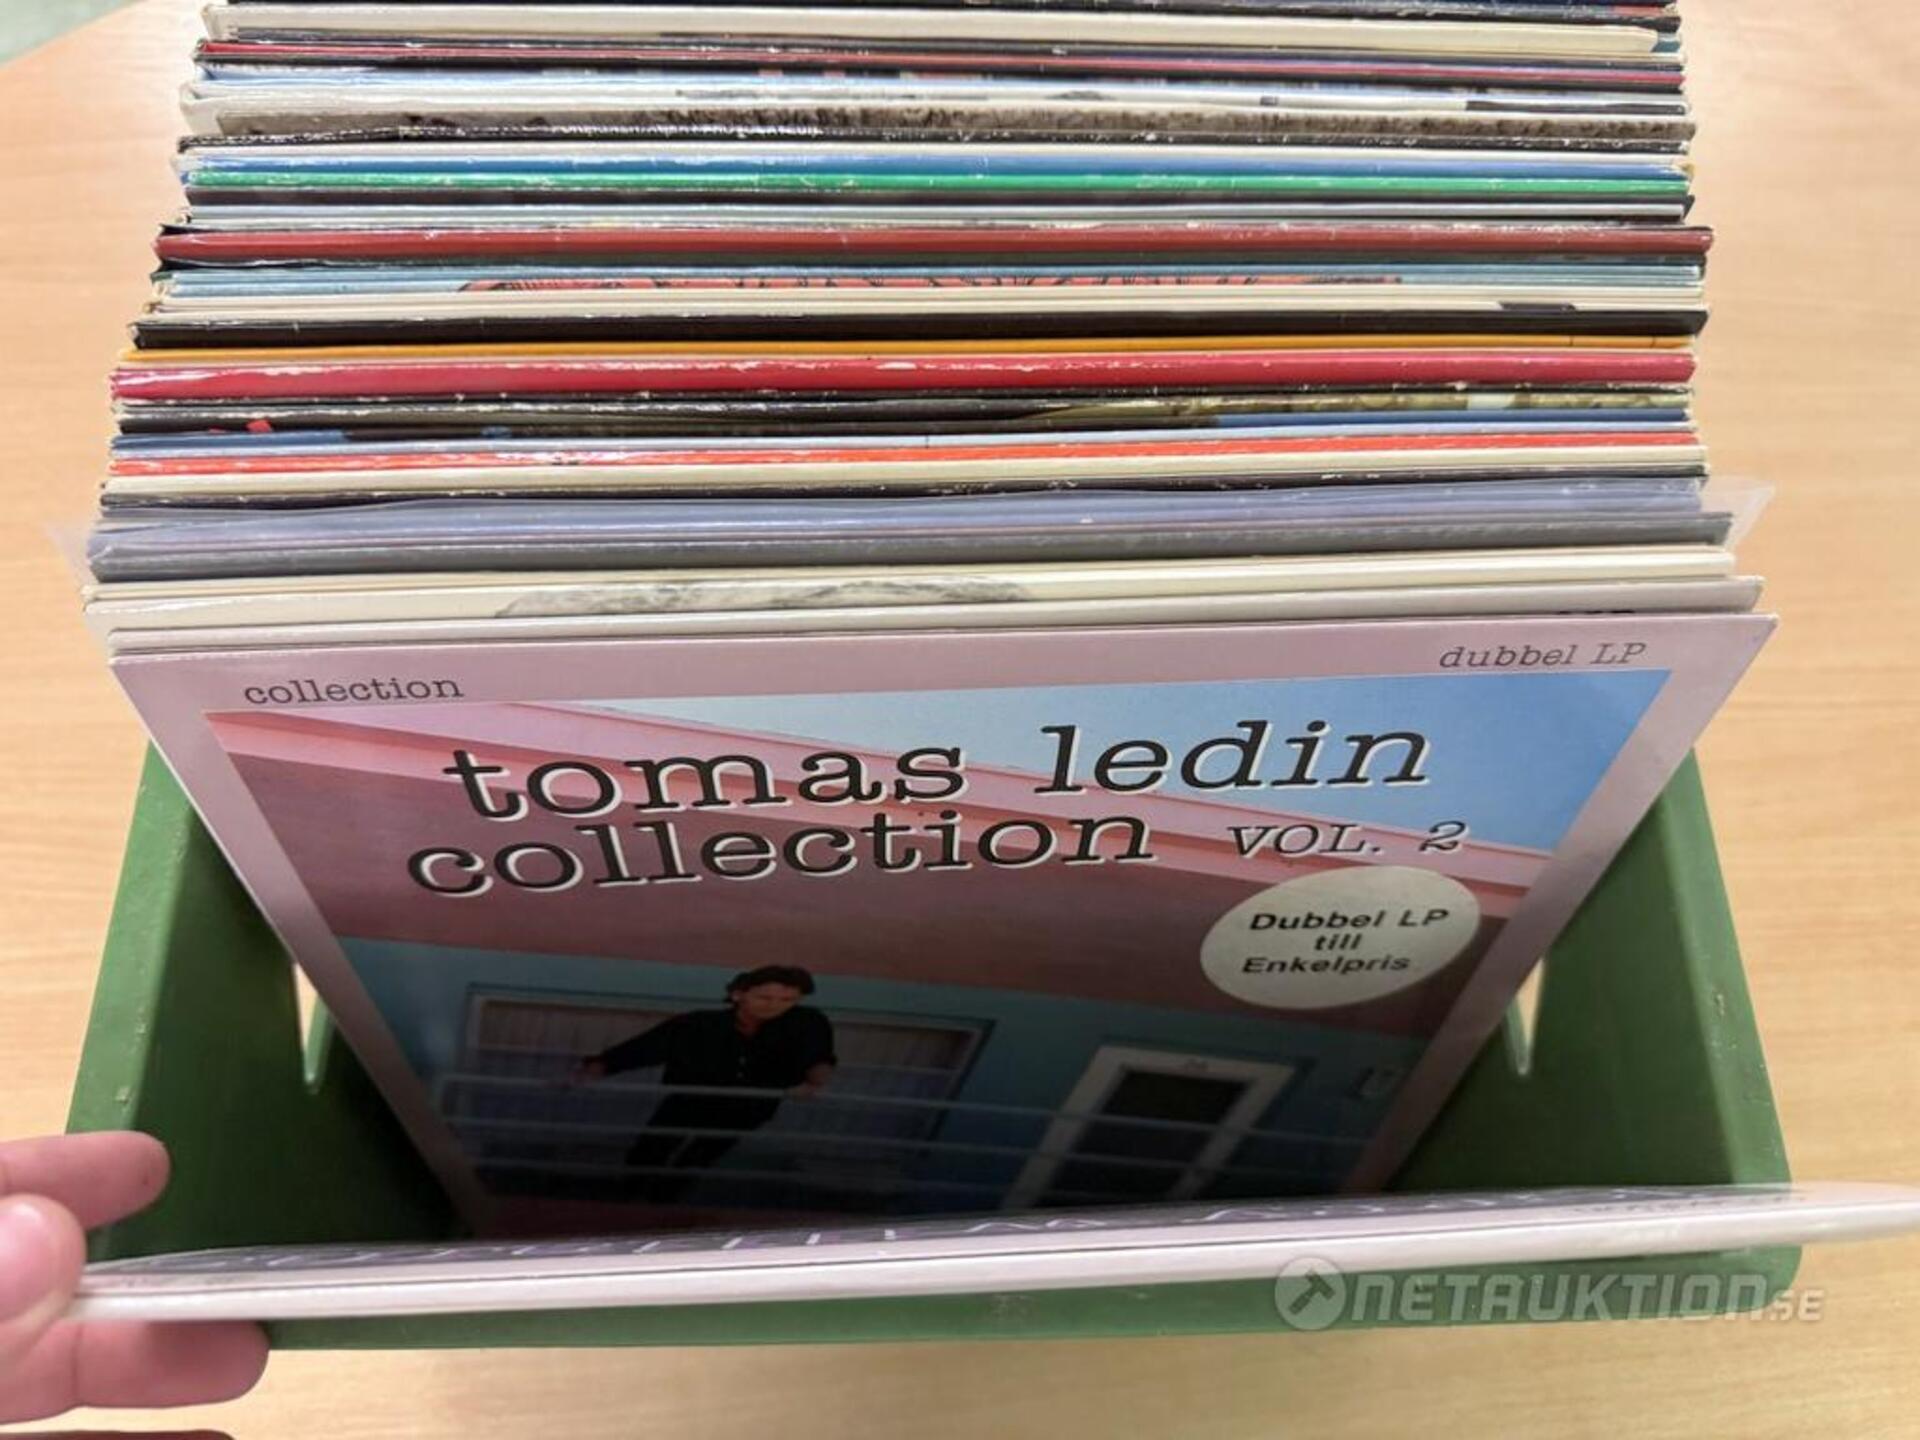 collection
dubbel LP
tomas ledin
collection VOL. 2
Dubbel LP
till
Enkelpris
NETAUKTION.SE